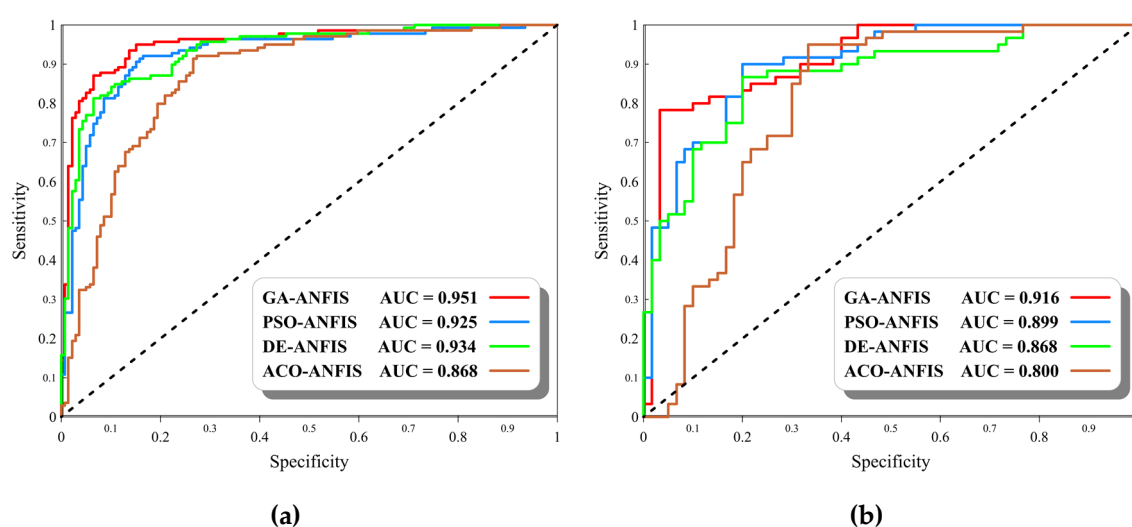 1
0.9
0.8
0.7
0.6
0.5
0.4
0.3
0.2
0.1
0
Sensitivity
GA-ANFIS AUC = 0.951
PSO-ANFIS AUC = 0.925
DE-ANFIS AUC = 0.934
ACO-ANFIS AUC = 0.868
0 0.1 0.2 0.3 0.4 0.5 0.6 0.7 0.8 0.9 1
Specificity
(a)
1
0.9
0.8
0.7
0.6
0.5
0.4
0.3
0.2
0.1
0
Sensitivity
GA-ANFIS AUC = 0.916
PSO-ANFIS AUC = 0.899
DE-ANFIS AUC = 0.868
ACO-ANFIS AUC = 0.800
0 0.1 0.2 0.3 0.4 0.5 0.6 0.7 0.8 0.9
Specificity
(b)